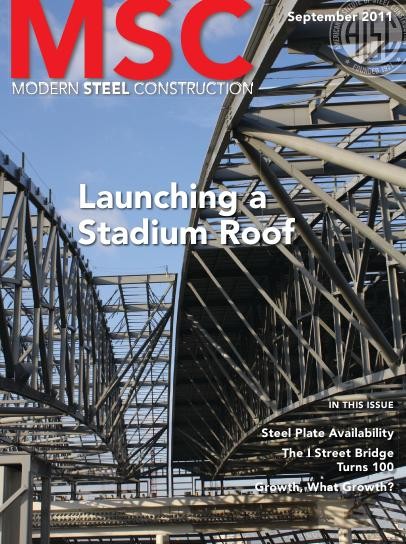 September 2011
MSC
MODERN STEEL CONSTRUCTION
Launching a
Stadium Roof
IN THIS ISSUE
Steel Plate Availability
The I Street Bridge
Turns 100
Growth, What Growth?